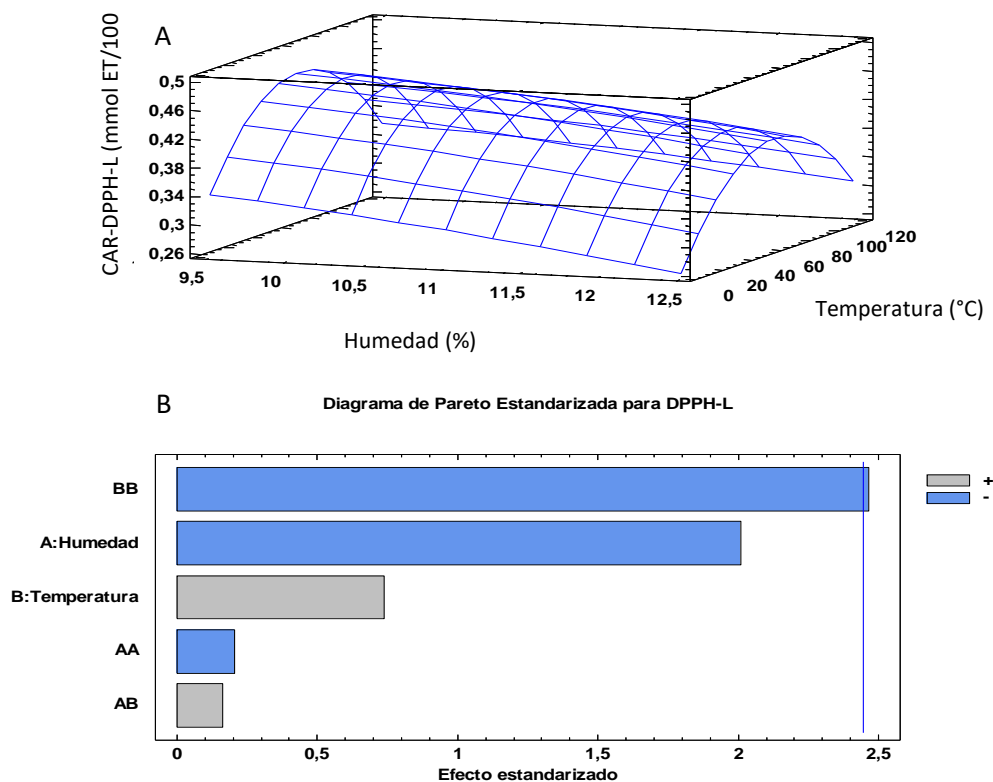 A
CAR-DPPH-L (mmol ET/100
0,5
0,46
0,42
0,38
0,34
0,3
0,26
9,5 10 10,5 11 11,5 12 12,5
0 20 40 60 80 100 120
Humedad (%)
Temperatura (°C)
B
Diagrama de Pareto Estandarizada para DPPH-L
BB
A:Humedad
B:Temperatura
AA
AB
+
-
0 0,5 1 1,5 2 2,5
Efecto estandarizado